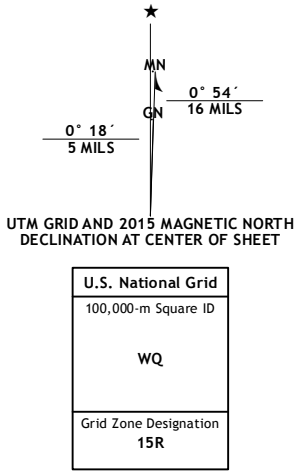 ★
MN
0° 54´
16 MILS
GN
0° 18´
5 MILS
UTM GRID AND 2015 MAGNETIC NORTH
DECLINATION AT CENTER OF SHEET
U.S. National Grid
100,000-m Square ID
WQ
Grid Zone Designation
15R